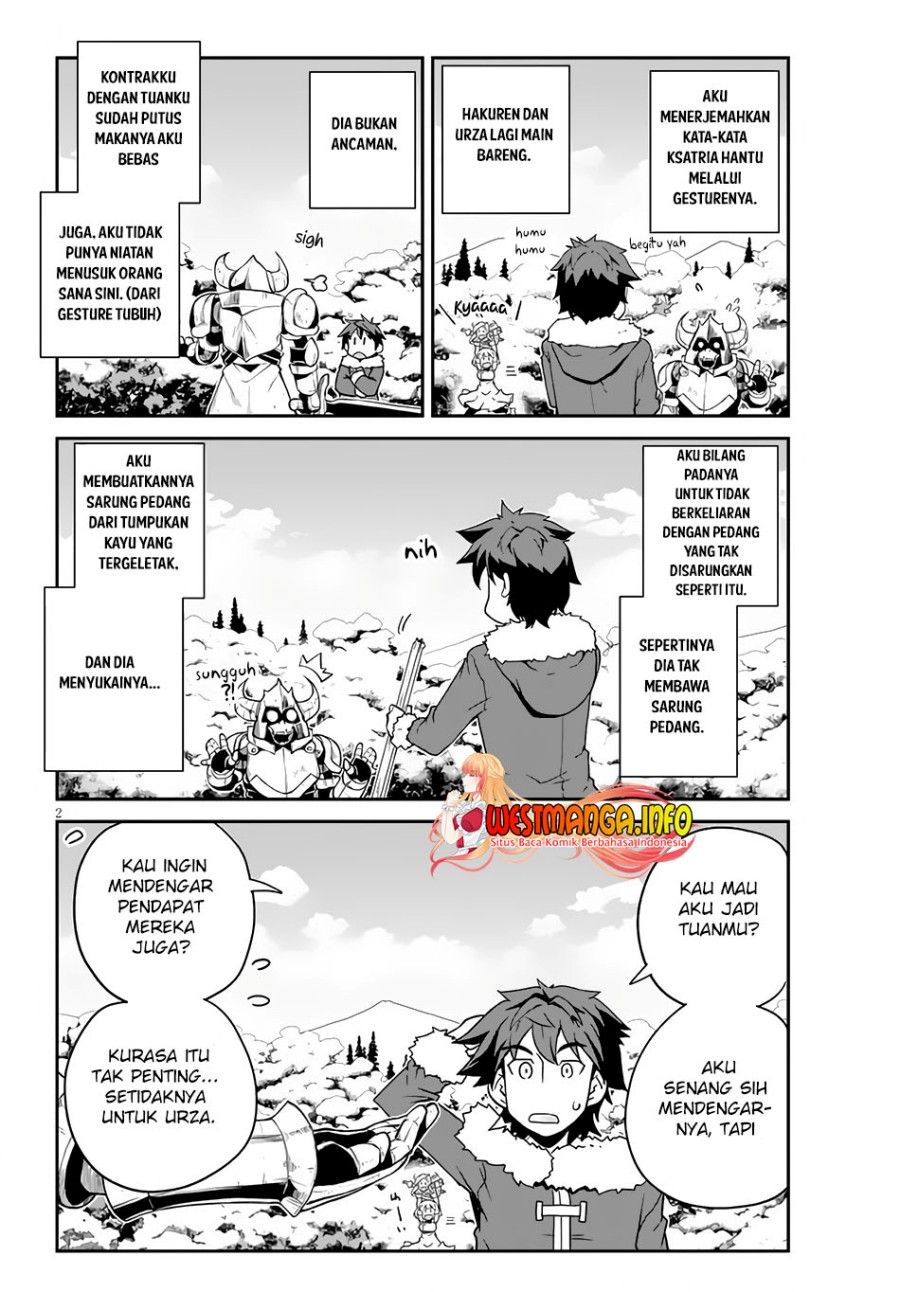 AKU
MENERJEMAHKAN
KATA-KATA
KSATRIA HANTU
MELALUI
GESTURENYA.
HAKUREN DAN
URZA LAGI MAIN
BARENG.
humu
humu
begitu yah
Kyaaaa
DIA BUKAN
ANCAMAN.
KONTRAKKU
DENGAN TUANKU
SUDAH PUTUS
MAKANYA AKU
BEBAS
JUGA, AKU TIDAK
PUNYA NIATAN
MENUSUK ORANG
SANA SINI. (DARI
GESTURE TUBUH)
sigh
AKU BILANG
PADANYA
UNTUK TIDAK
BERKELIARAN
DENGAN PEDANG
YANG TAK
DISARUNGKAN
SEPERTI ITU.
SEPERTINYA
DIA TAK
MEMBAWA
SARUNG
PEDANG.
nih
AKU
MEMBUATKANNYA
SARUNG PEDANG
DARI TUMPUKAN
KAYU YANG
TERGELETAK,
DAN DIA
MENYUKAINYA...
sungguh
?!
2
WESTMANGA.INFO
Situs Baca Komik Berbahasa Indonesia
KAU MAU
AKU JADI
TUANMU?
AKU
SENANG SIH
MENDENGAR-
NYA, TAPI
KAU INGIN
MENDENGAR
PENDAPAT
MEREKA
JUGA?
KURASA ITU
TAK PENTING...
SETIDAKNYA
UNTUK URZA.